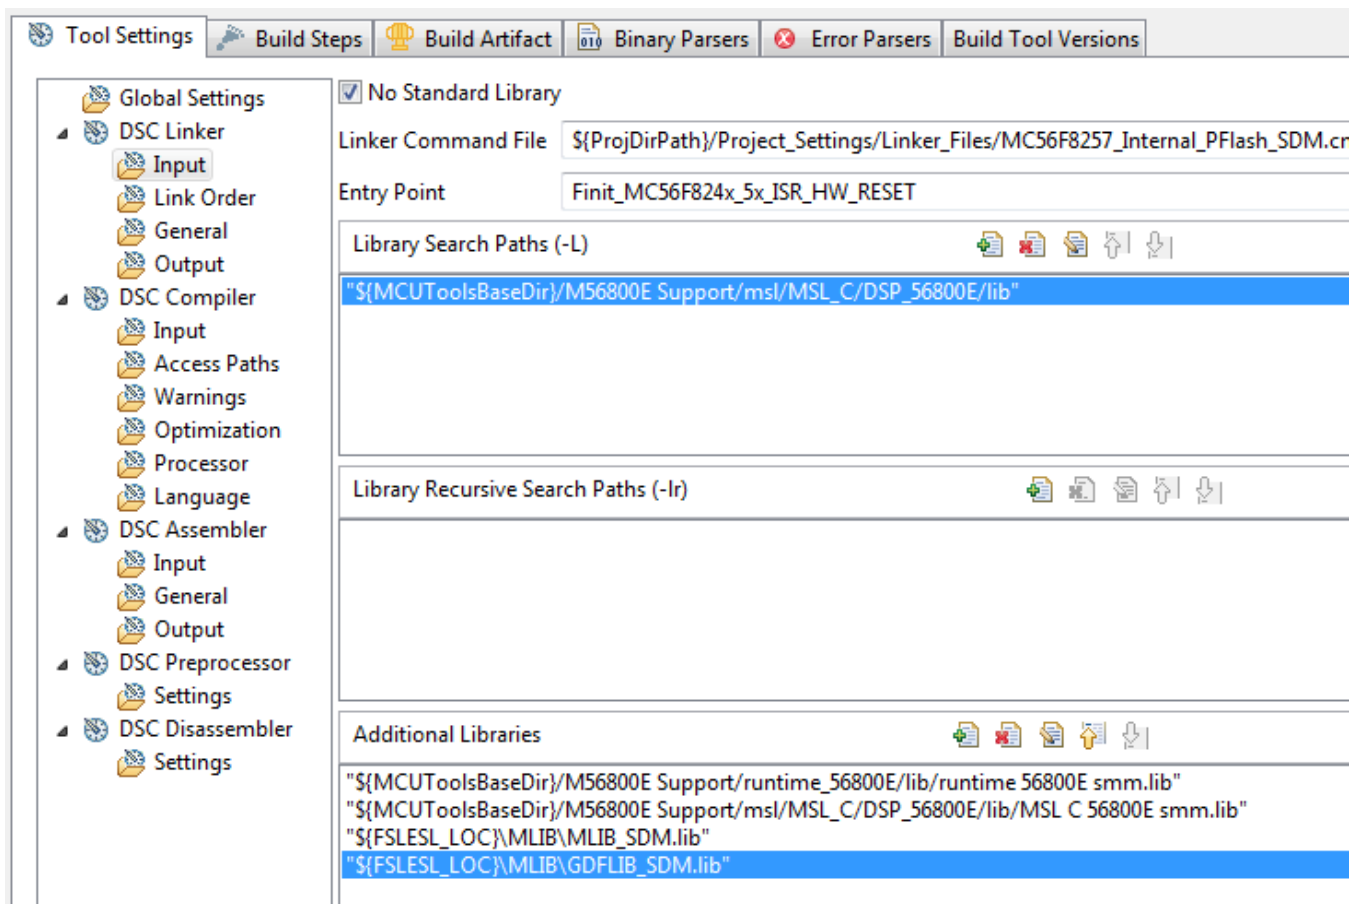 Tool Settings
Build Steps
Build Artifact
Binary Parsers
Error Parsers
Build Tool Versions
Global Settings
DSC Linker
Input
Link Order
General
Output
DSC Compiler
Input
Access Paths
Warnings
Optimization
Processor
Language
DSC Assembler
Input
General
Output
DSC Preprocessor
Settings
DSC Disassembler
Settings
No Standard Library
Linker Command File ${ProjDirPath}/Project_Settings/Linker_Files/MC56F8257_Internal_PFlash_SDM.cm
Entry Point Finit_MC56F824x_5x_ISR_HW_RESET
Library Search Paths (-L)
"${MCUToolsBaseDir}/M56800E Support/msl/MSL_C/DSP_56800E/lib"
Library Recursive Search Paths (-lr)
Additional Libraries
"${MCUToolsBaseDir}/M56800E Support/runtime_56800E/lib/runtime 56800E smm.lib"
"${MCUToolsBaseDir}/M56800E Support/msl/MSL_C/DSP_56800E/lib/MSL C 56800E smm.lib"
"${FSLESL_LOC}\MLIB\MLIB_SDM.lib"
"${FSLESL_LOC}\MLIB\GDFLIB_SDM.lib"